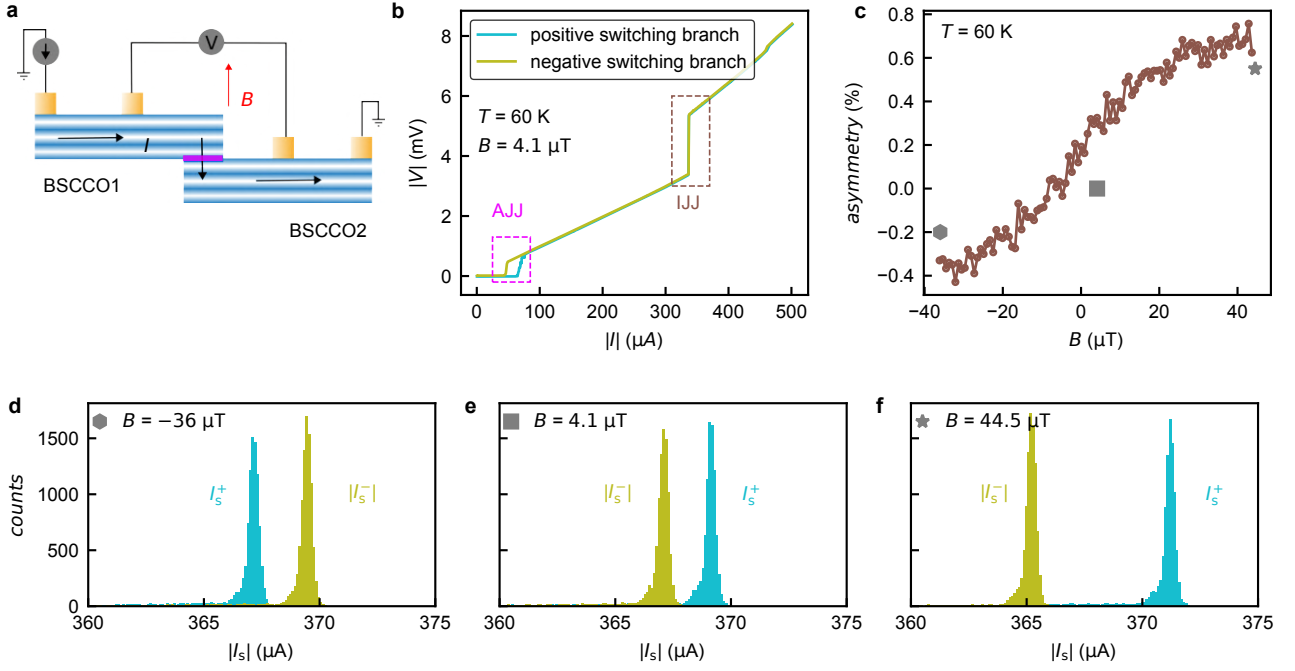 a
V
B
I
BSCCO1
BSCCO2
b
positive switching branch
negative switching branch
T = 60 K
B = 4.1 μT
AJJ
IJJ
|V| (mV)
8
6
4
2
0
0 100 200 300 400 500
|I| (μA)
c
T = 60 K
asymmetry (%)
0.8
0.6
0.4
0.2
0.0
−0.2
−0.4
−40 −20 0 20 40
B (μT)
d
B = −36 μT
I_s^+
|I_s^-|
counts
1500
1000
500
0
360 365 370 375
|I_s| (μA)
e
B = 4.1 μT
|I_s^-|
I_s^+
360 365 370 375
|I_s| (μA)
f
B = 44.5 μT
|I_s^-|
I_s^+
360 365 370 375
|I_s| (μA)